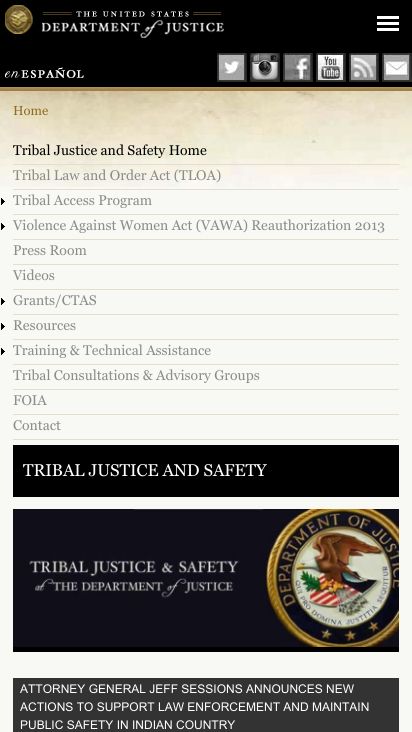 THE UNITED STATES
DEPARTMENT of JUSTICE
en ESPAÑOL
You
Tube
Home
Tribal Justice and Safety Home
Tribal Law and Order Act (TLOA)
Tribal Access Program
Violence Against Women Act (VAWA) Reauthorization 2013
Press Room
Videos
Grants/CTAS
Resources
Training & Technical Assistance
Tribal Consultations & Advisory Groups
FOIA
Contact
TRIBAL JUSTICE AND SAFETY
TRIBAL JUSTICE & SAFETY
at THE DEPARTMENT of JUSTICE
DEPARTMENT OF JUSTICE
QUI PRO DOMINA JUSTITIA SEQUITUR
ATTORNEY GENERAL JEFF SESSIONS ANNOUNCES NEW
ACTIONS TO SUPPORT LAW ENFORCEMENT AND MAINTAIN
PUBLIC SAFETY IN INDIAN COUNTRY